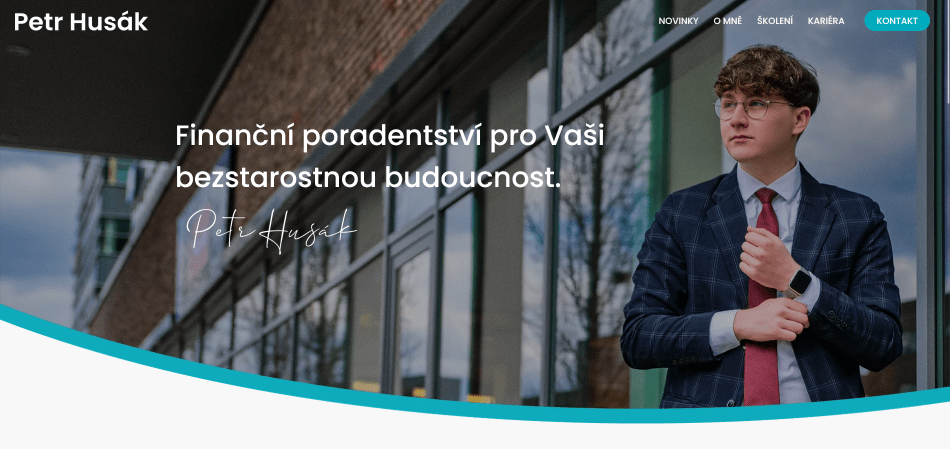 Petr Husák
NOVINKY O MNĚ ŠKOLENÍ KARIÉRA KONTAKT
Finanční poradentství pro Vaši
bezstarostnou budoucnost.
Petr Husák